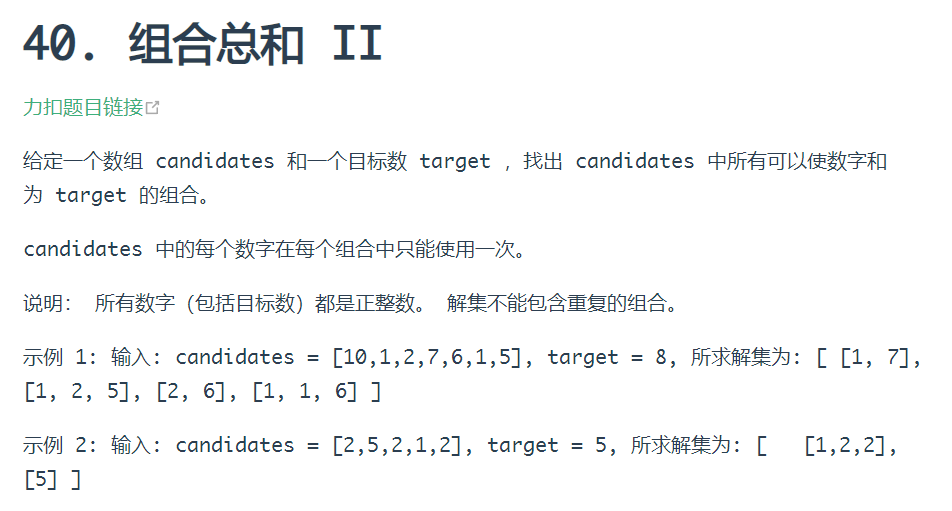 40. 组合总和 II
力扣题目链接
给定一个数组 candidates 和一个目标数 target ，找出 candidates 中所有可以使数字和
为 target 的组合。
candidates 中的每个数字在每个组合中只能使用一次。
说明： 所有数字（包括目标数）都是正整数。 解集不能包含重复的组合。
示例 1: 输入: candidates = [10,1,2,7,6,1,5], target = 8, 所求解集为: [ [1, 7],
[1, 2, 5], [2, 6], [1, 1, 6] ]
示例 2: 输入: candidates = [2,5,2,1,2], target = 5, 所求解集为: [   [1,2,2],
[5] ]